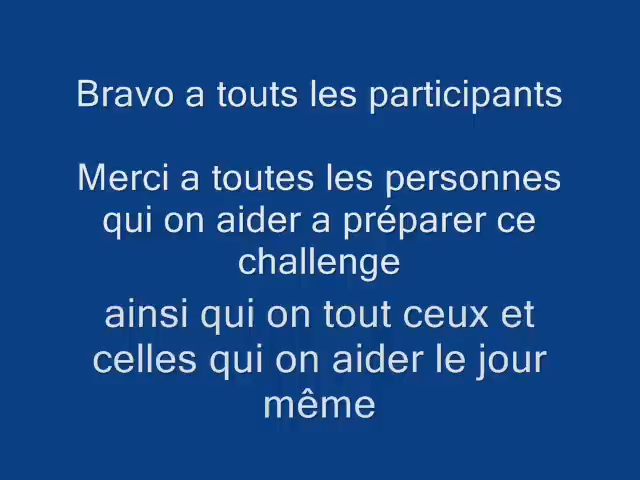 Bravo a touts les participants
Merci a toutes les personnes
qui on aider a préparer ce
challenge
ainsi qui on tout ceux et
celles qui on aider le jour
même